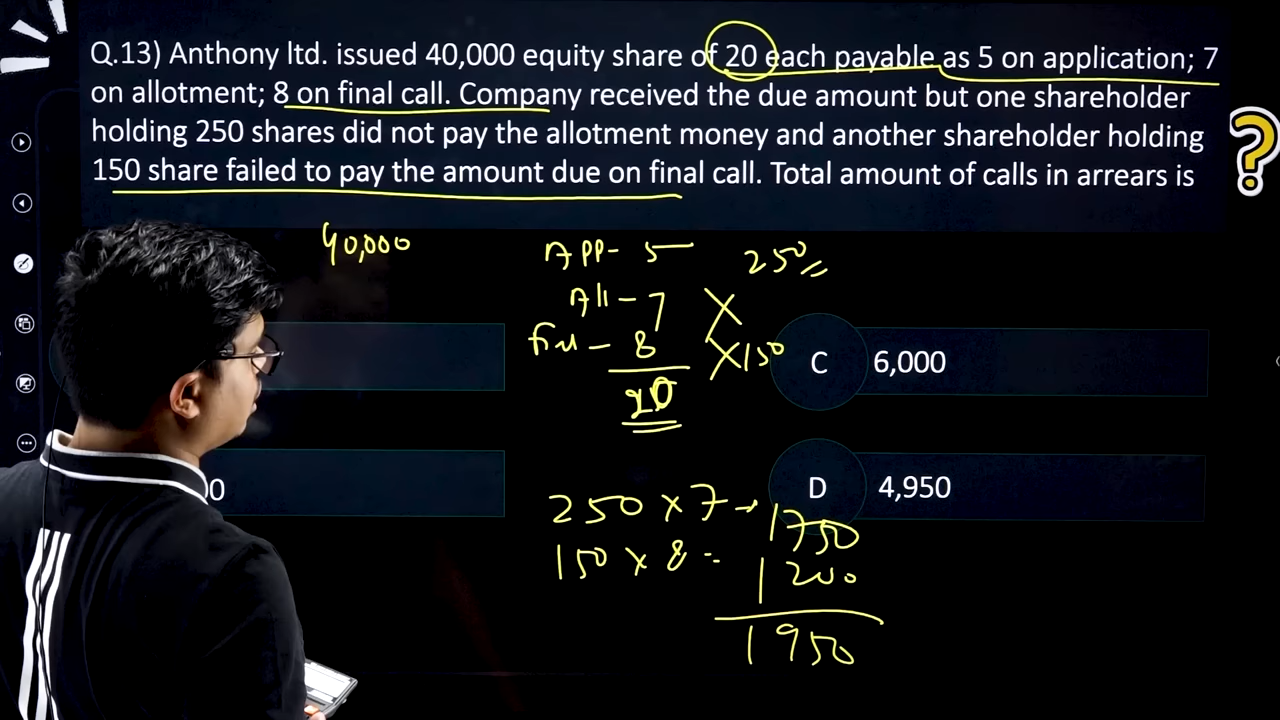 Q.13) Anthony ltd. issued 40,000 equity share of 20 each payable as 5 on application; 7
on allotment; 8 on final call. Company received the due amount but one shareholder
holding 250 shares did not pay the allotment money and another shareholder holding
150 share failed to pay the amount due on final call. Total amount of calls in arrears is
40,000
APP- 5
250
All - 7
- 8
150
20
C 6,000
D 4,950
250 x 7 → 1750
150 x 8 = 1200
1950